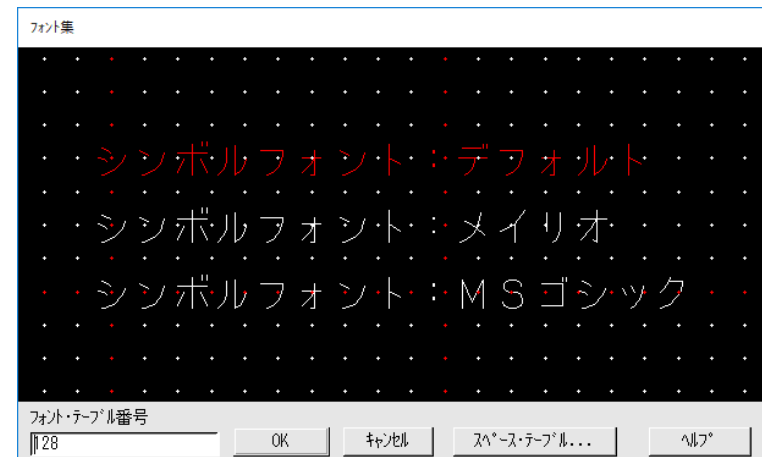 フォント集
シンボルフォント：デフォルト
シンボルフォント：メイリオ
シンボルフォント：MSゴシック
フォント・テーブル番号
128
OK
キャンセル
スペース・テーブル...
ヘルプ